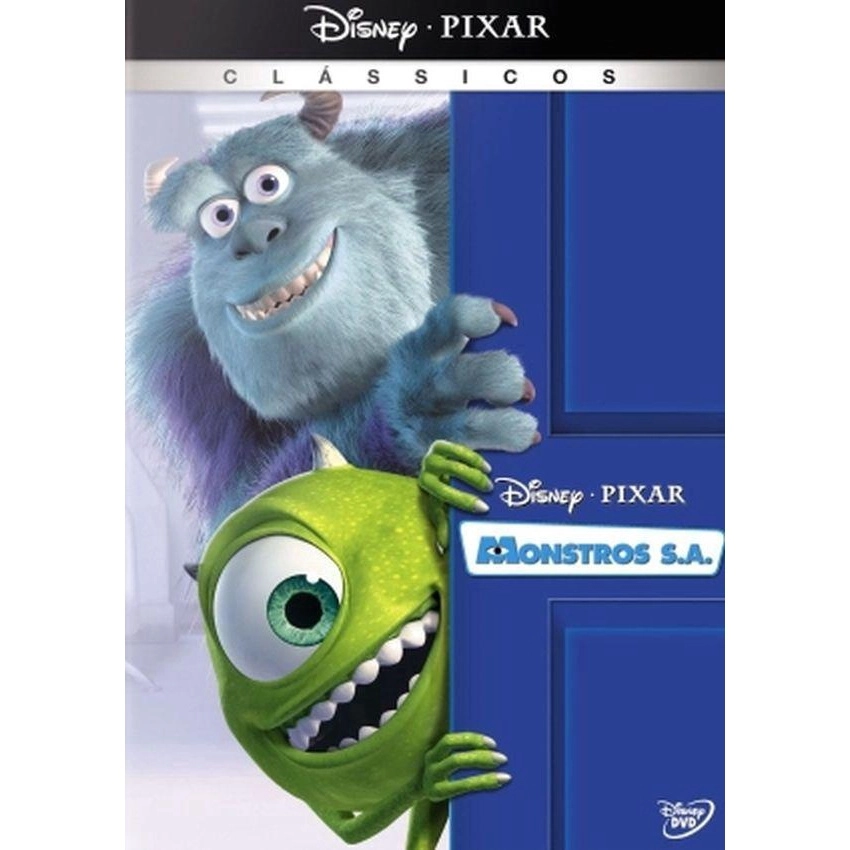 Disney · PIXAR
CLÁSSICOS
Disney · PIXAR
MONSTROS S.A.
Disney
DVD